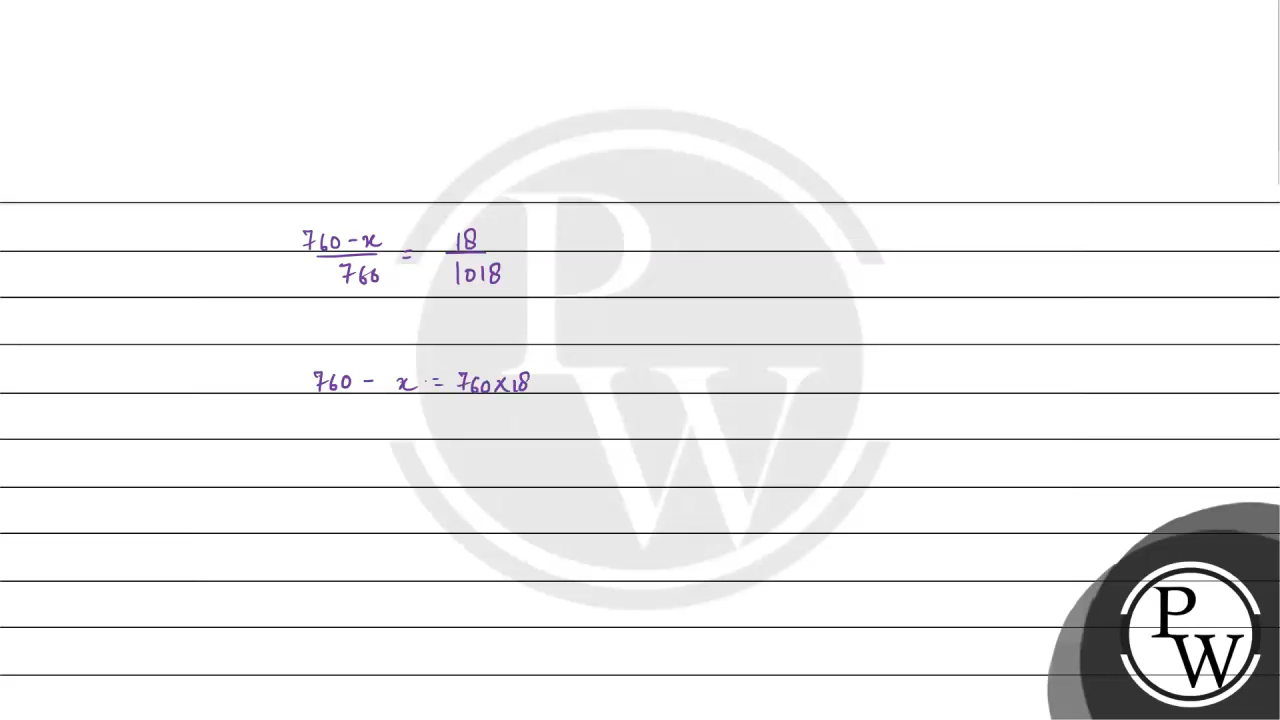 760 - x / 760 = 18 / 1018
760 - x = 760 x 18
P
W
P
W